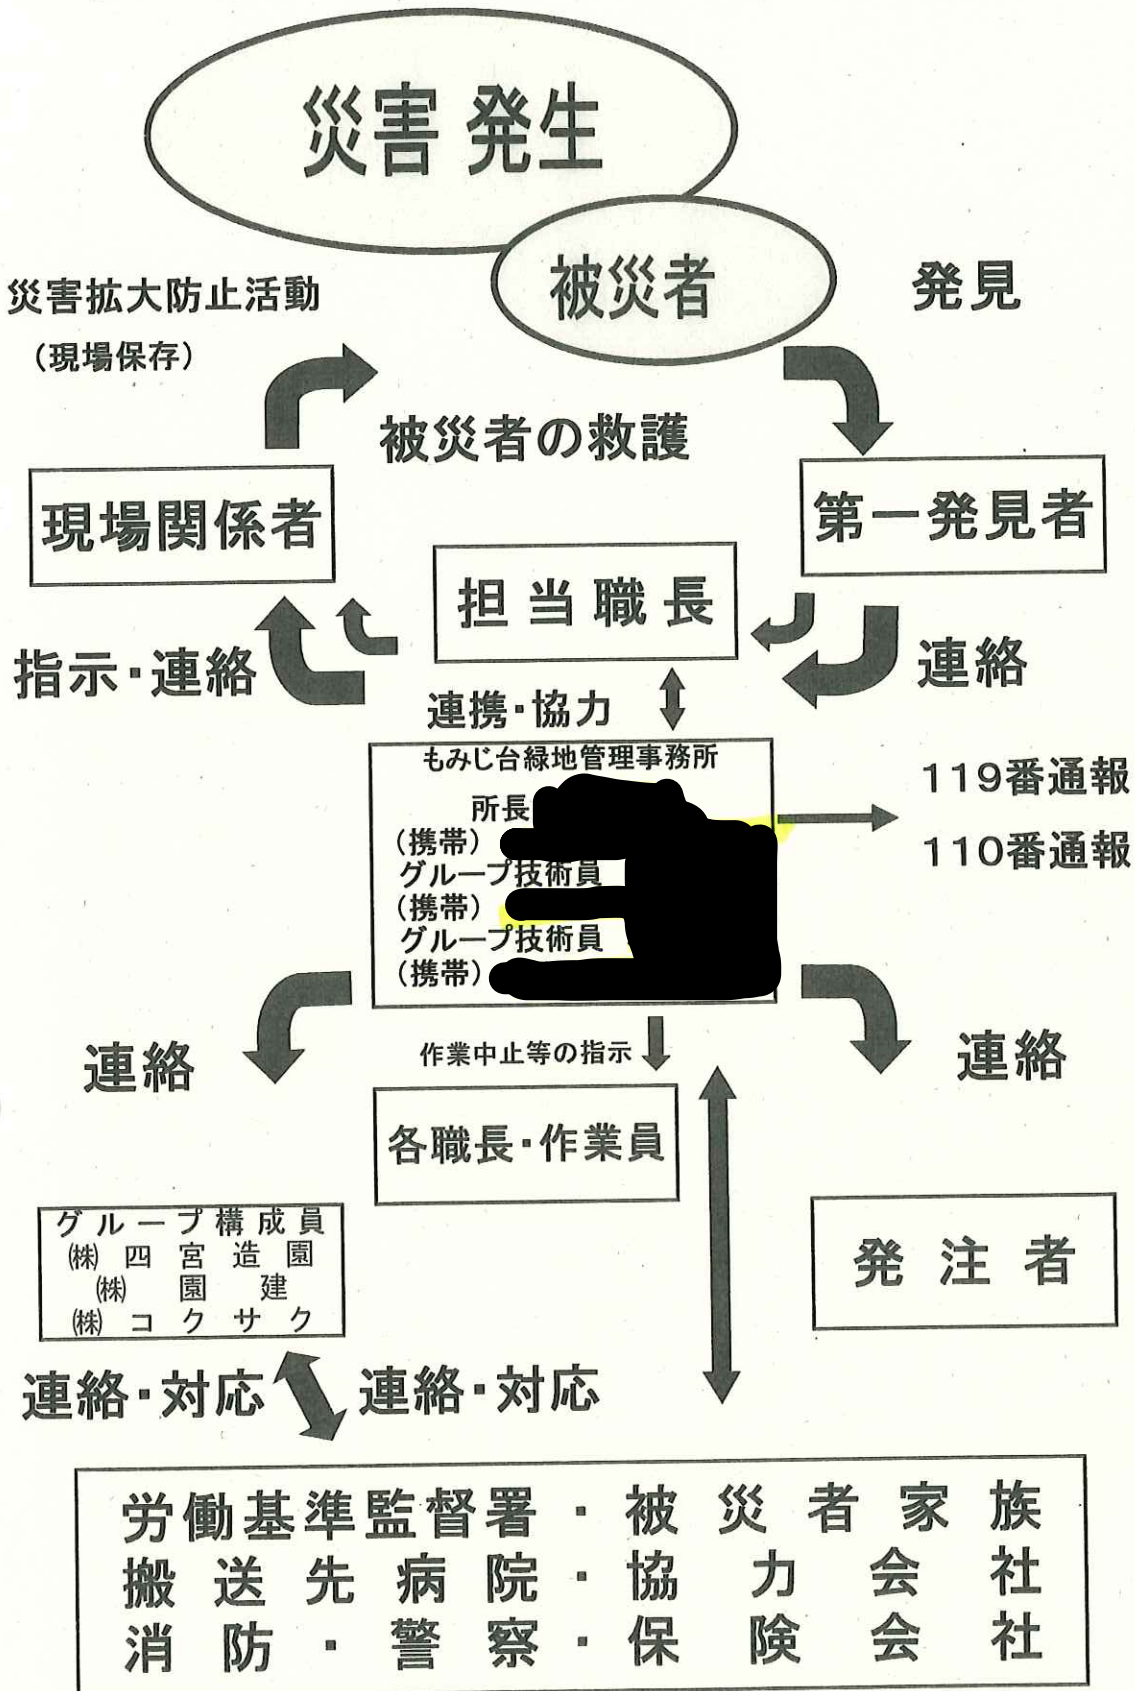 災害 発生
被災者
発見
災害拡大防止活動
（現場保存）
被災者の救護
現場関係者
第一発見者
担当職長
指示・連絡
連絡
連携・協力
もみじ台緑地管理事務所
所長
（携帯）
グループ技術員
（携帯）
グループ技術員
（携帯）
119番通報
110番通報
連絡
作業中止等の指示
連絡
各職長・作業員
グループ構成員
㈱ 四宮造園
㈱ 園建
㈱ コクサク
発注者
連絡・対応
連絡・対応
労働基準監督署・被災者家族
搬送先病院・協力会社
消防・警察・保険会社